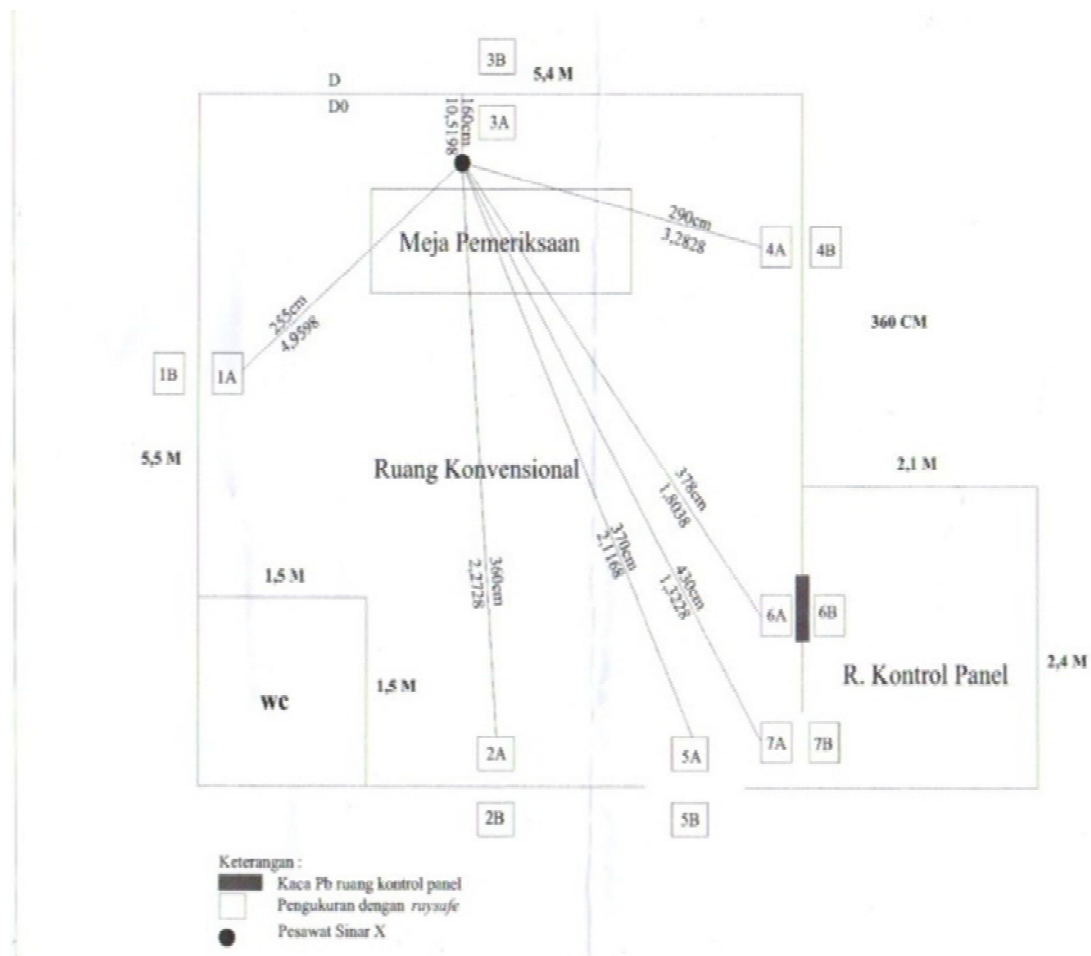 3B
5,4 M
D
D0
160cm
10,5198
3A
Meja Pemeriksaan
290cm
3,2828
4A
4B
255cm
4,9598
360 CM
1B
1A
5,5 M
Ruang Konvensional
2,1 M
378cm
1,8038
370cm
2,1168
430cm
1,3228
360cm
2,2728
1,5 M
6A
6B
1,5 M
wc
R. Kontrol Panel
2,4 M
2A
5A
7A
7B
2B
5B
Keterangan :
Kaca Pb ruang kontrol panel
Pengukuran dengan raysafe
Pesawat Sinar X